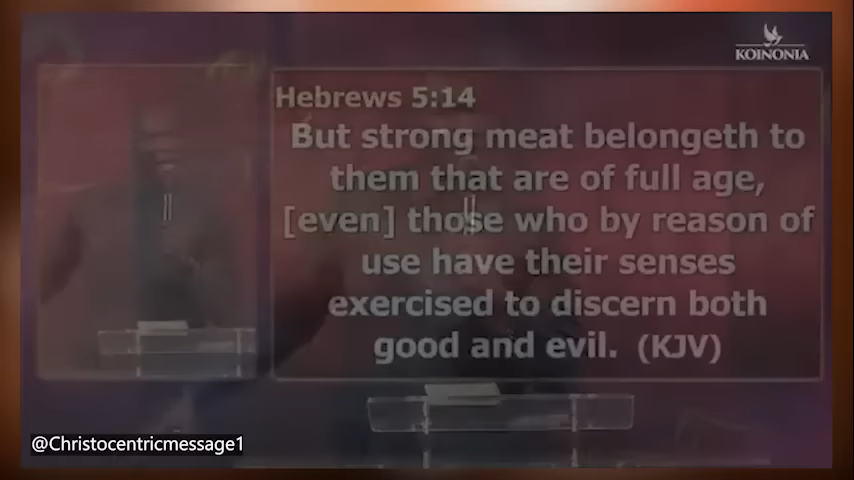 KOINONIA
Hebrews 5:14
But strong meat belongeth to
them that are of full age,
[even] those who by reason of
use have their senses
exercised to discern both
good and evil. (KJV)
@Christocentricmessage1